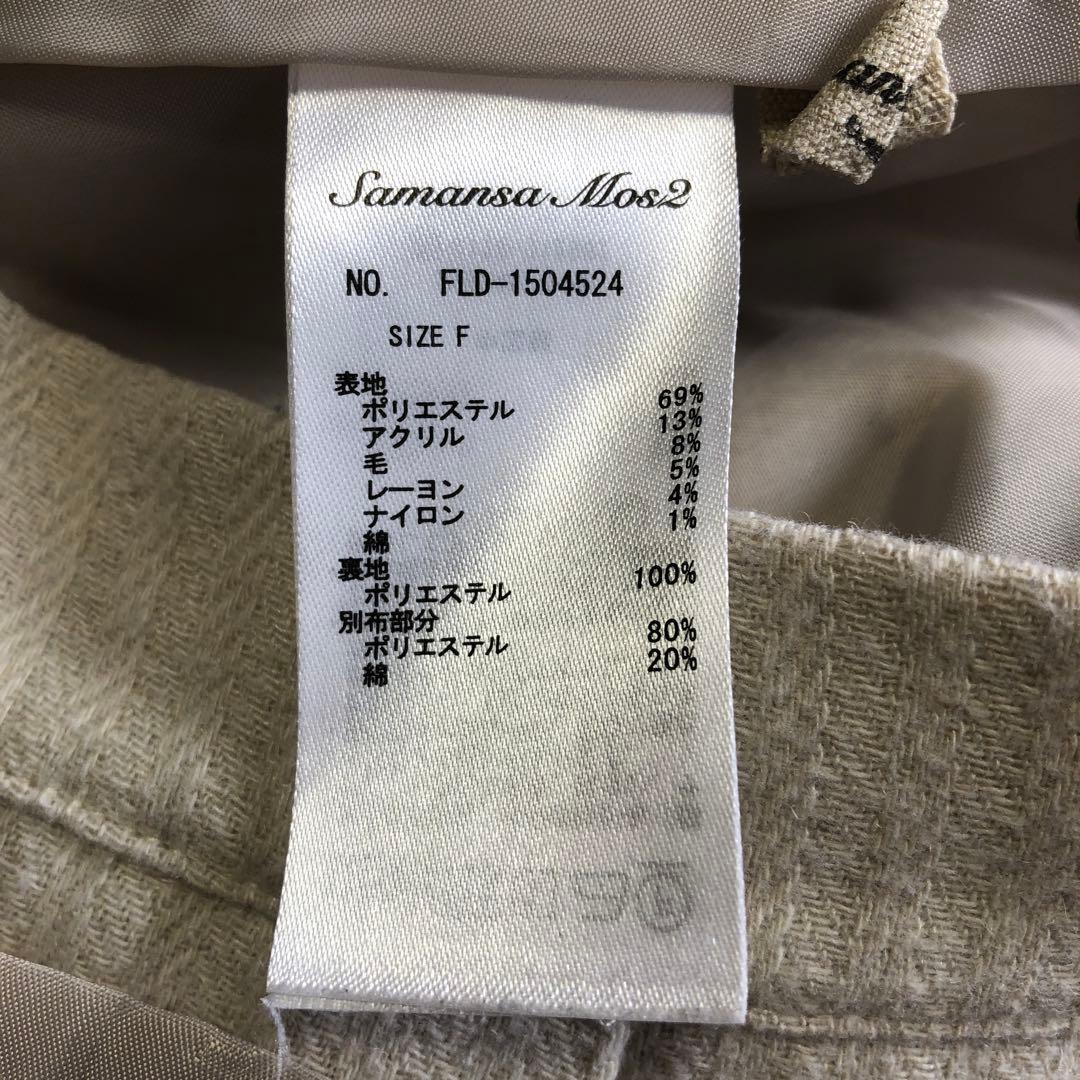 Samansa Mos2
NO. FLD-1504524
SIZE F
表地
ポリエステル 69%
アクリル 13%
毛 8%
レーヨン 5%
ナイロン 4%
綿 1%
裏地
ポリエステル 100%
別布部分
ポリエステル 80%
綿 20%